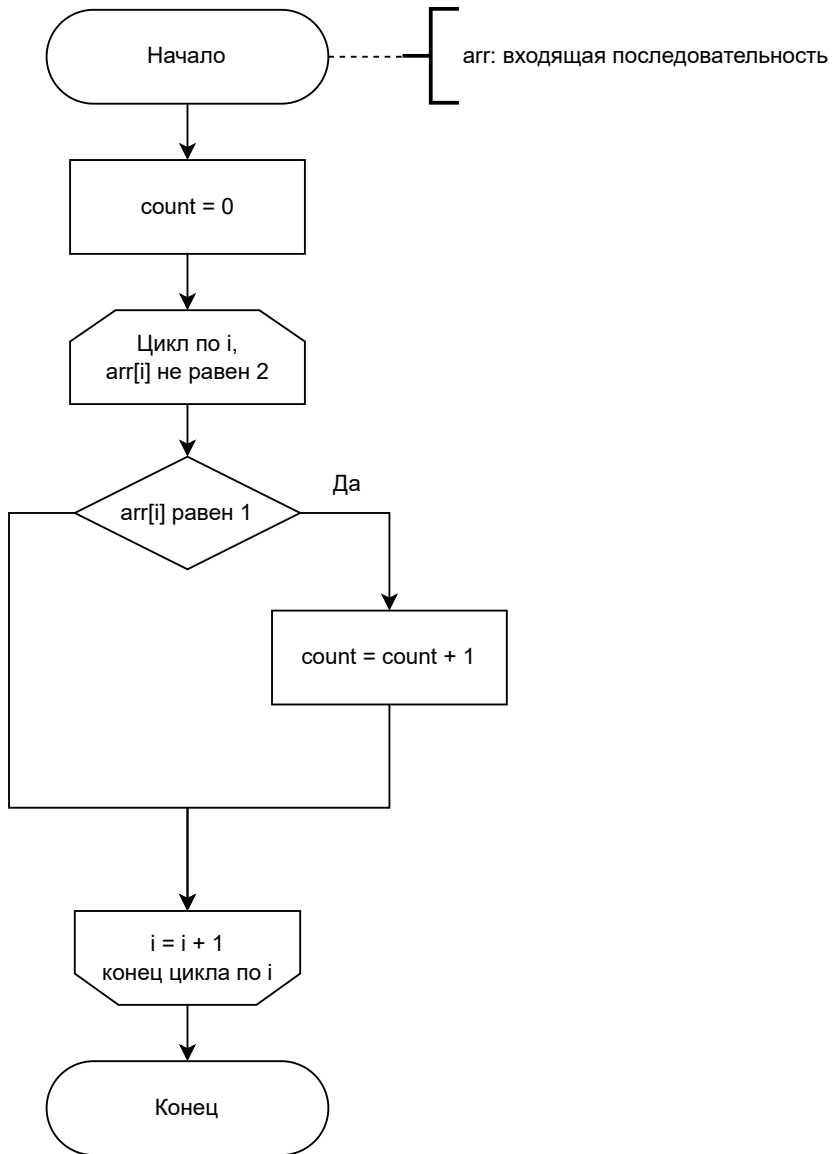 Начало
arr: входящая последовательность
count = 0
Цикл по i,
arr[i] не равен 2
arr[i] равен 1
Да
count = count + 1
i = i + 1
конец цикла по i
Конец